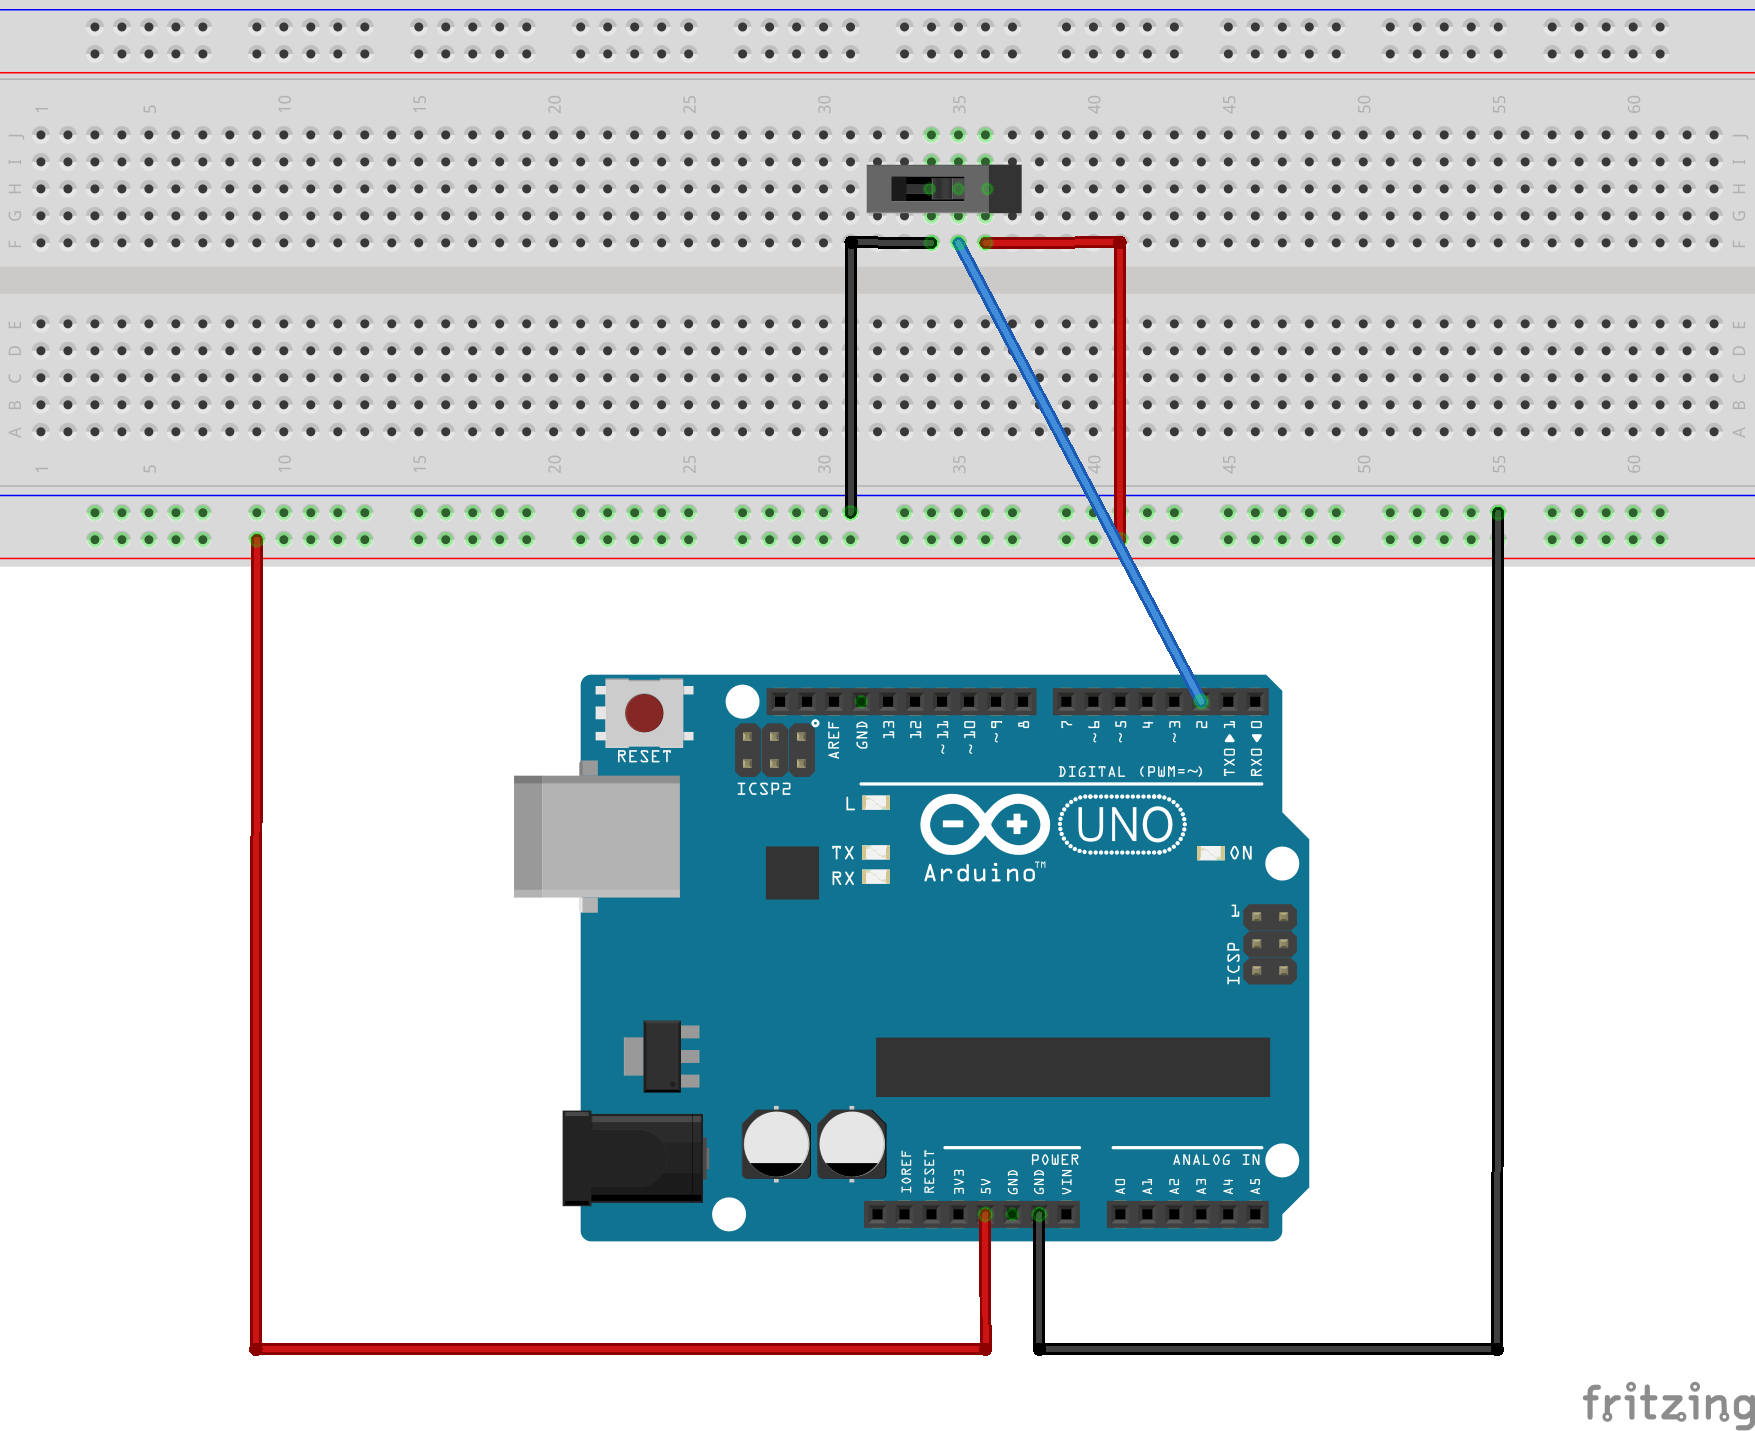 1 5 10 15 20 25 30 35 40 45 50 55 60
J J
I I
H H
G G
F F
E E
D D
C C
B B
A A
1 5 10 15 20 25 30 35 40 45 50 55 60
RESET
ICSP2
AREF GND 13 12 ~11 ~10 ~9 8 7 ~6 ~5 4 ~3 2 TX0▶1 RX0◀0
DIGITAL (PWM=~)
L
TX
RX
UNO
Arduino™
ON
1
ICSP
POWER
ANALOG IN
IOREF RESET 3V3 5V GND GND VIN A0 A1 A2 A3 A4 A5
fritzing